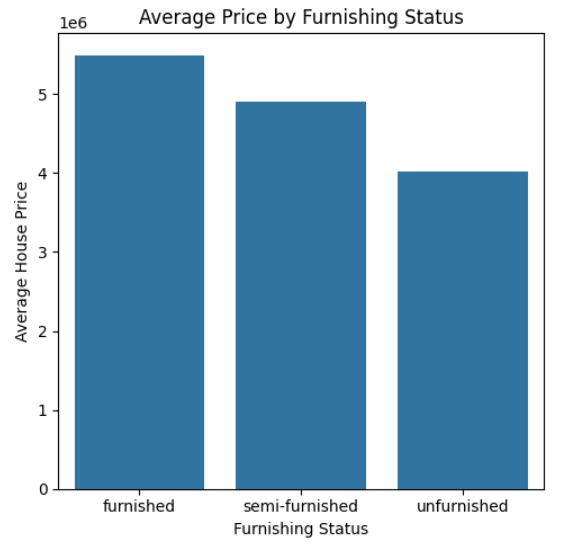 Average Price by Furnishing Status
1e6
5
4
3
2
1
0
Average House Price
furnished semi-furnished unfurnished
Furnishing Status